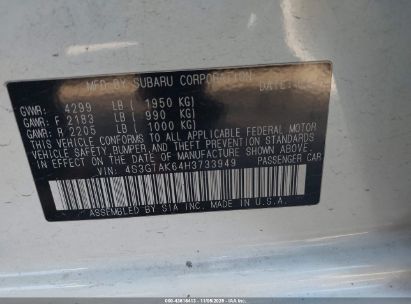 MFD BY SUBARU CORPORATION DATE:
GVWR: 4299 LB ( 1950 KG)
GAWR: F 2183 LB ( 990 KG)
GAWR: R 2205 LB ( 1000 KG)
THIS VEHICLE CONFORMS TO ALL APPLICABLE FEDERAL MOTOR
VEHICLE SAFETY, BUMPER, AND THEFT PREVENTION STANDARDS
IN EFFECT ON THE DATE OF MANUFACTURE SHOWN ABOVE.
VIN: 4S3GTAK64H3733949 PASSENGER CAR
ASSEMBLED BY SIA INC. MADE IN U.S.A.